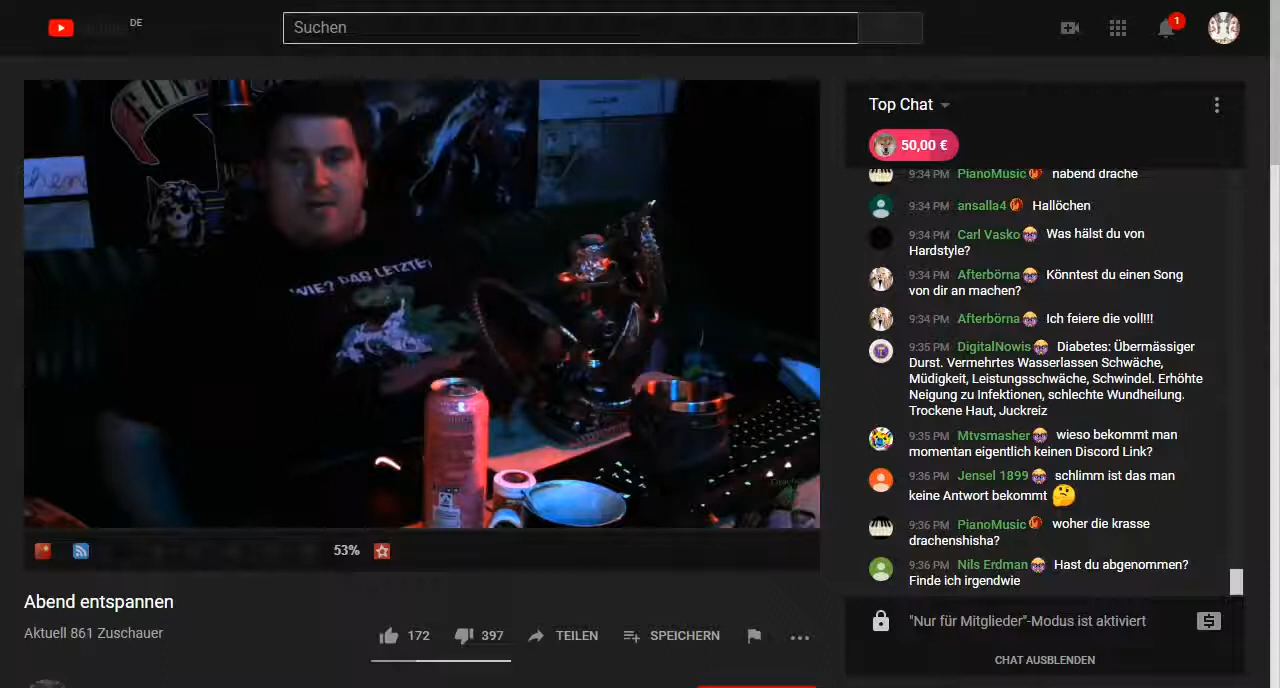 DE
Suchen
1
GUNS
hen
WIE? DAS LETZTE?
53%
Abend entspannen
Aktuell 861 Zuschauer
172
397
TEILEN
SPEICHERN
Top Chat
50,00 €
9:34 PM PianoMusic nabend drache
9:34 PM ansalla4 Hallöchen
9:34 PM Carl Vasko Was hälst du von
Hardstyle?
9:34 PM Afterbörna Könntest du einen Song
von dir an machen?
9:34 PM Afterbörna Ich feiere die voll!!!
9:35 PM DigitalNowis Diabetes: Übermässiger
Durst. Vermehrtes Wasserlassen Schwäche,
Müdigkeit, Leistungsschwäche, Schwindel. Erhöhte
Neigung zu Infektionen, schlechte Wundheilung.
Trockene Haut, Juckreiz
9:35 PM Mtvsmasher wieso bekommt man
momentan eigentlich keinen Discord Link?
9:36 PM Jensel 1899 schlimm ist das man
keine Antwort bekommt
9:36 PM PianoMusic woher die krasse
drachenshisha?
9:36 PM Nils Erdman Hast du abgenommen?
Finde ich irgendwie
"Nur für Mitglieder"-Modus ist aktiviert
CHAT AUSBLENDEN